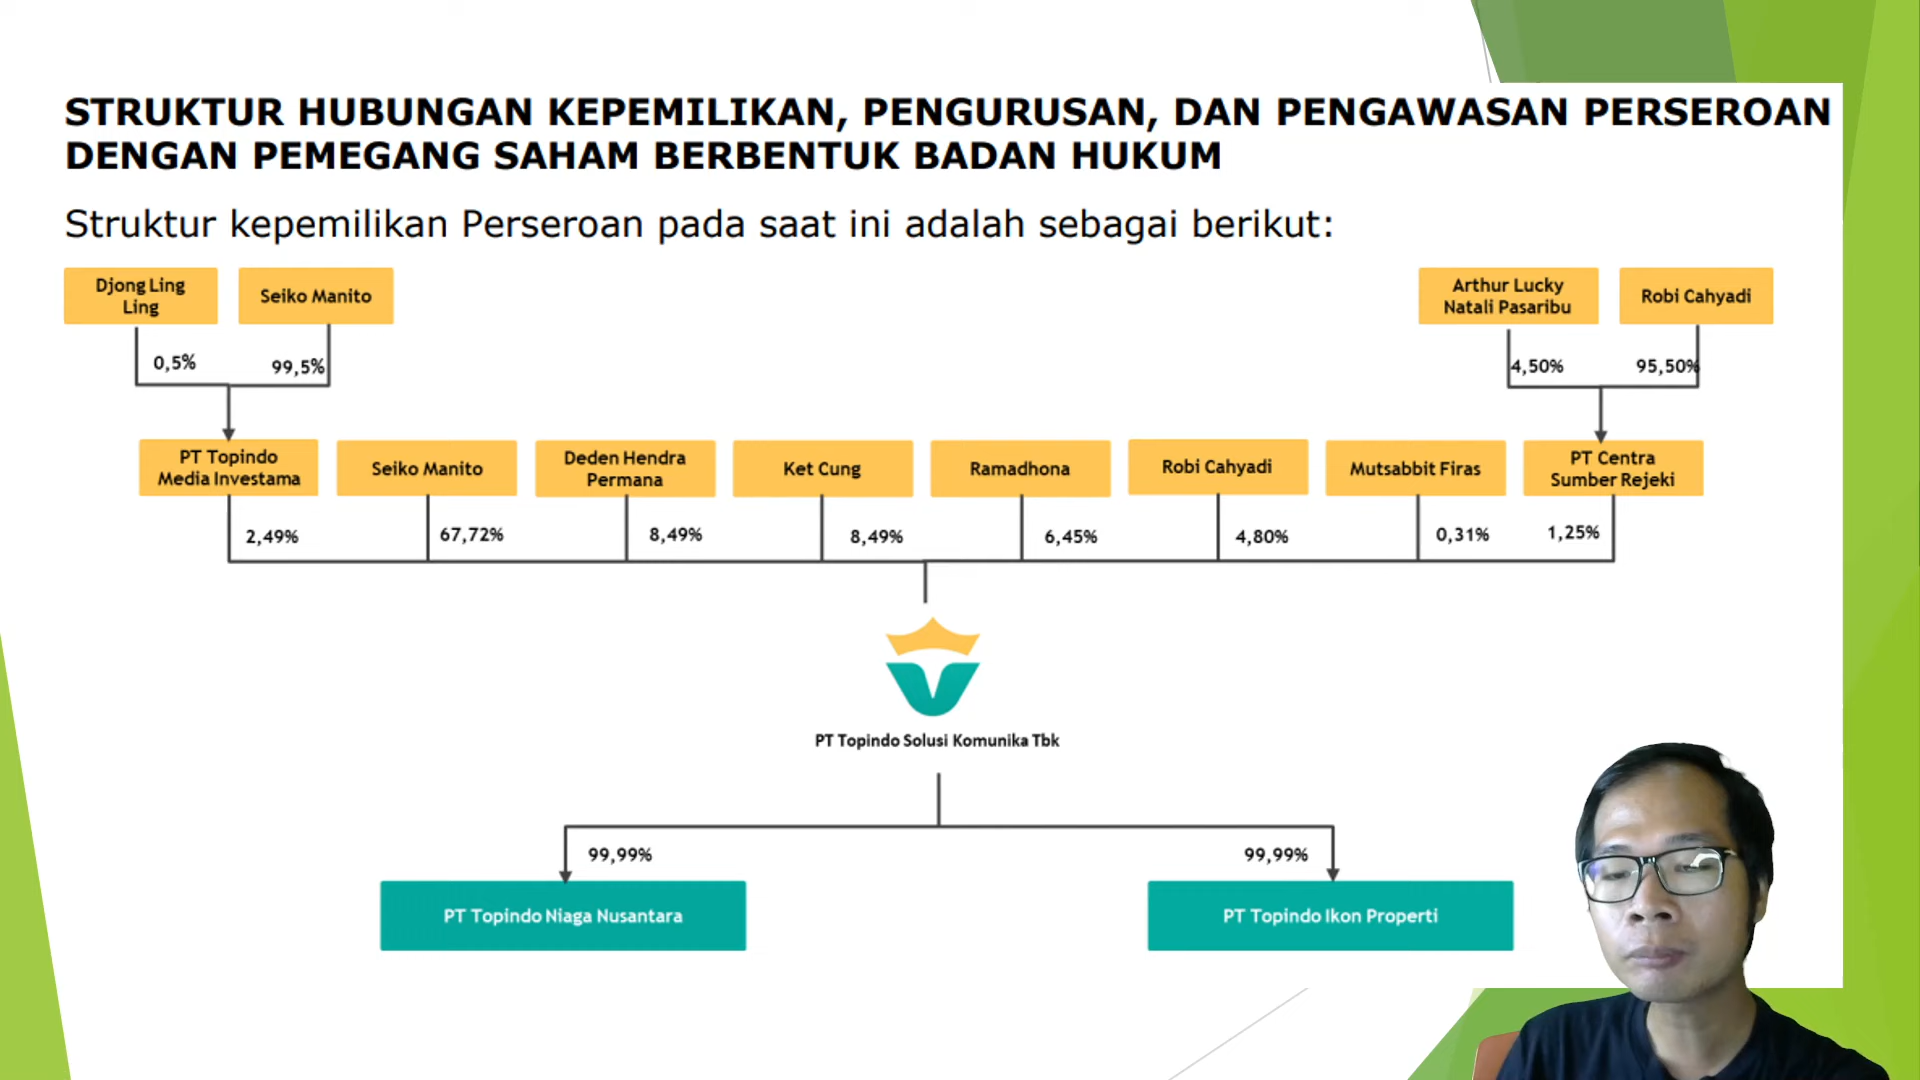 STRUKTUR HUBUNGAN KEPEMILIKAN, PENGURUSAN, DAN PENGAWASAN PERSEROAN
DENGAN PEMEGANG SAHAM BERBENTUK BADAN HUKUM
Struktur kepemilikan Perseroan pada saat ini adalah sebagai berikut:
Djong Ling
Ling
Seiko Manito
Arthur Lucky
Natali Pasaribu
Robi Cahyadi
0,5%
99,5%
4,50%
95,50%
PT Topindo
Media Investama
Seiko Manito
Deden Hendra
Permana
Ket Cung
Ramadhona
Robi Cahyadi
Mutsabbit Firas
PT Centra
Sumber Rejeki
2,49%
67,72%
8,49%
8,49%
6,45%
4,80%
0,31%
1,25%
PT Topindo Solusi Komunika Tbk
99,99%
99,99%
PT Topindo Niaga Nusantara
PT Topindo Ikon Properti